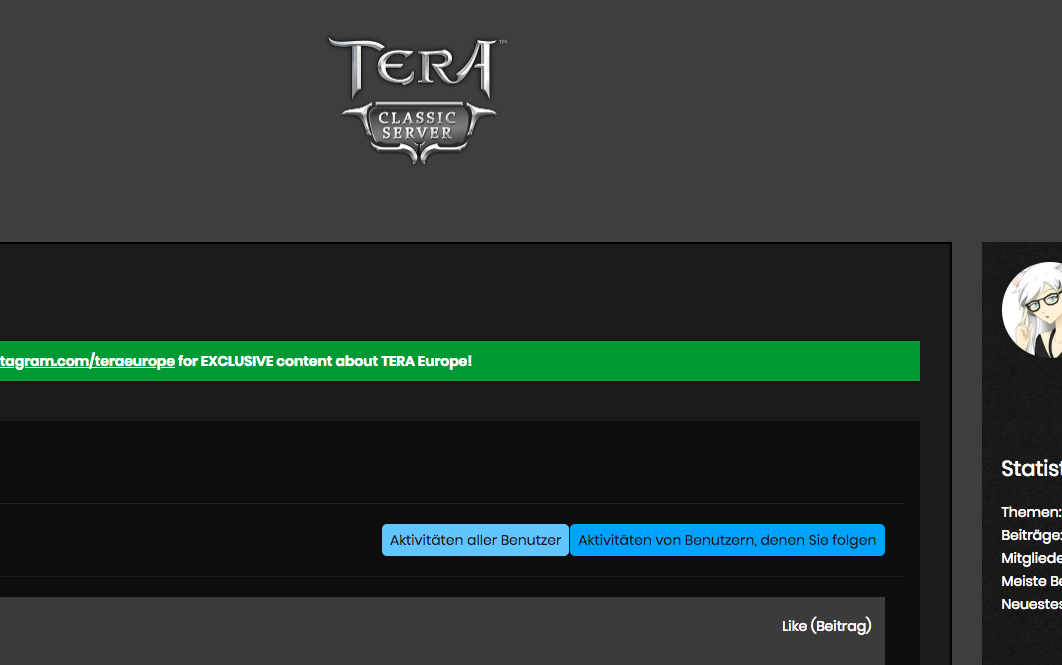 TERA™
CLASSIC
SERVER
tagram.com/teraeurope for EXCLUSIVE content about TERA Europe!
Statist
Themen:
Beiträge:
Mitgliede
Meiste Be
Neuestes
Aktivitäten aller Benutzer Aktivitäten von Benutzern, denen Sie folgen
Like (Beitrag)